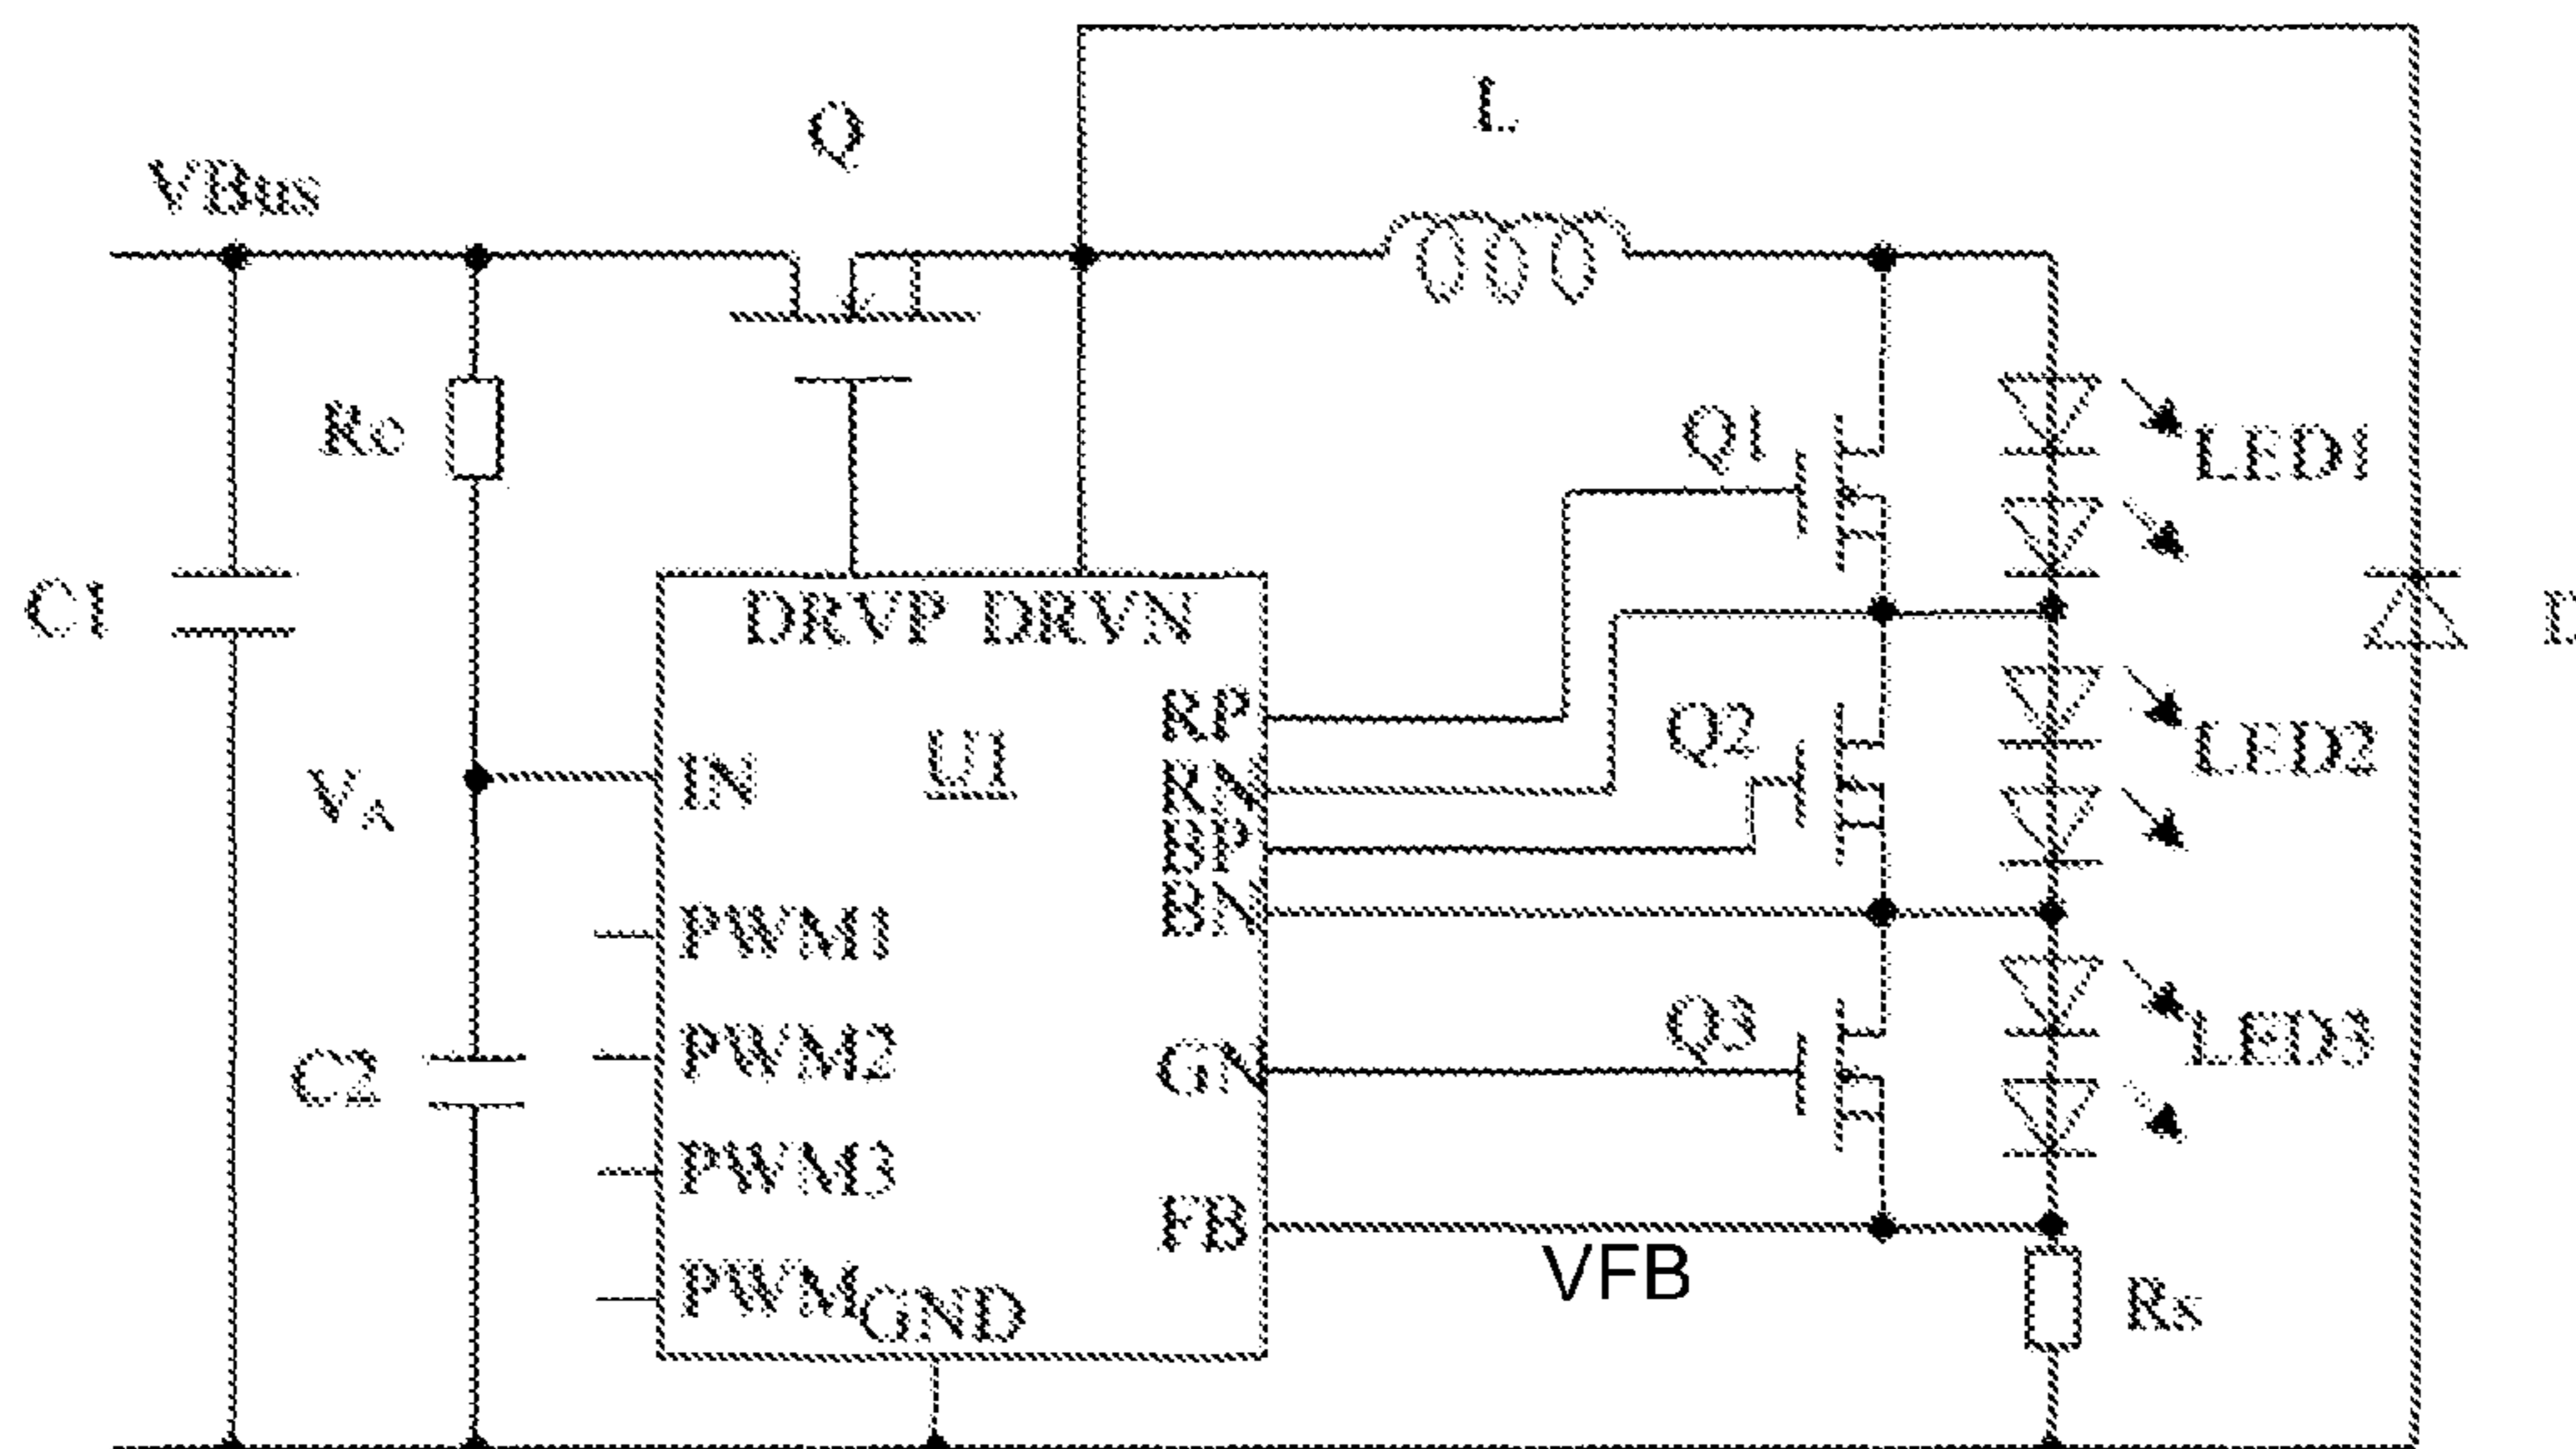 L
Q
VBus
Q1
Rc
LED1
C1
DRVP DRVN
RP
Q2
LED2
U1
IN
RN
VA
BP
BN
PWM1
Q3
LED3
PWM2
GN
C2
PWM3
FB
VFB
PWM
GND
Rs